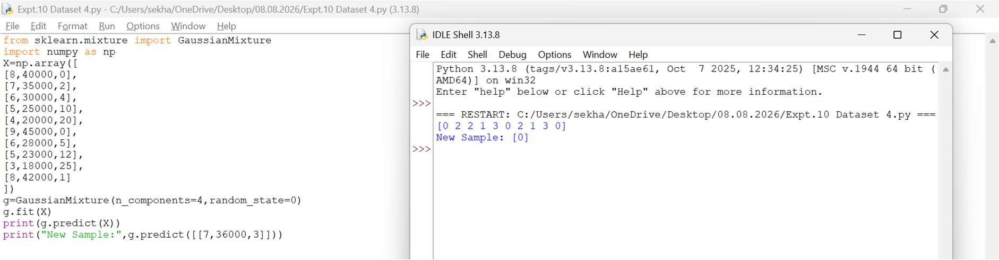 Expt.10 Dataset 4.py - C:/Users/sekha/OneDrive/Desktop/08.08.2026/Expt.10 Dataset 4.py (3.13.8)
File Edit Format Run Options Window Help
from sklearn.mixture import GaussianMixture
import numpy as np
X=np.array([
[8,40000,0],
[7,35000,2],
[6,30000,4],
[5,25000,10],
[4,20000,20],
[9,45000,0],
[6,28000,5],
[5,23000,12],
[3,18000,25],
[8,42000,1]
])
g=GaussianMixture(n_components=4,random_state=0)
g.fit(X)
print(g.predict(X))
print("New Sample:",g.predict([[7,36000,3]]))
IDLE Shell 3.13.8
File Edit Shell Debug Options Window Help
Python 3.13.8 (tags/v3.13.8:a15ae61, Oct  7 2025, 12:34:25) [MSC v.1944 64 bit (
AMD64)] on win32
Enter "help" below or click "Help" above for more information.
>>>
=== RESTART: C:/Users/sekha/OneDrive/Desktop/08.08.2026/Expt.10 Dataset 4.py ===
[0 2 2 1 3 0 2 1 3 0]
New Sample: [0]
>>>